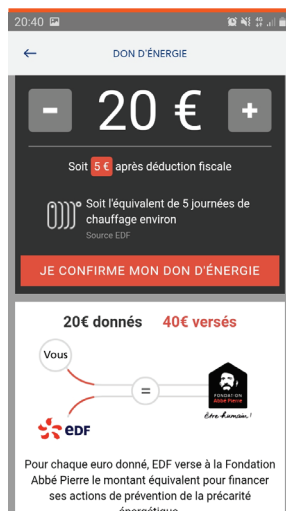 20:40
DON D'ÉNERGIE
- 20 € +
Soit 5 € après déduction fiscale
Soit l'équivalent de 5 journées de
chauffage environ
Source EDF
JE CONFIRME MON DON D'ÉNERGIE
20€ donnés 40€ versés
Vous
=
FONDATION
Abbé Pierre
être humain !
EDF
Pour chaque euro donné, EDF verse à la Fondation
Abbé Pierre le montant équivalent pour financer
ses actions de prévention de la précarité
énergétique